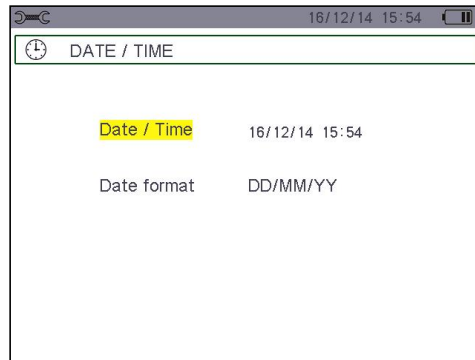 16/12/14 15:54
DATE / TIME
Date / Time 16/12/14 15:54
Date format DD/MM/YY